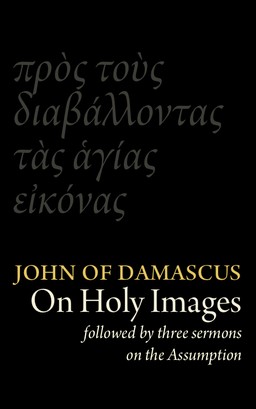 πρὸς τοὺς
διαβάλλοντας
τὰς ἁγίας
εἰκόνας
JOHN OF DAMASCUS
On Holy Images
followed by three sermons
on the Assumption